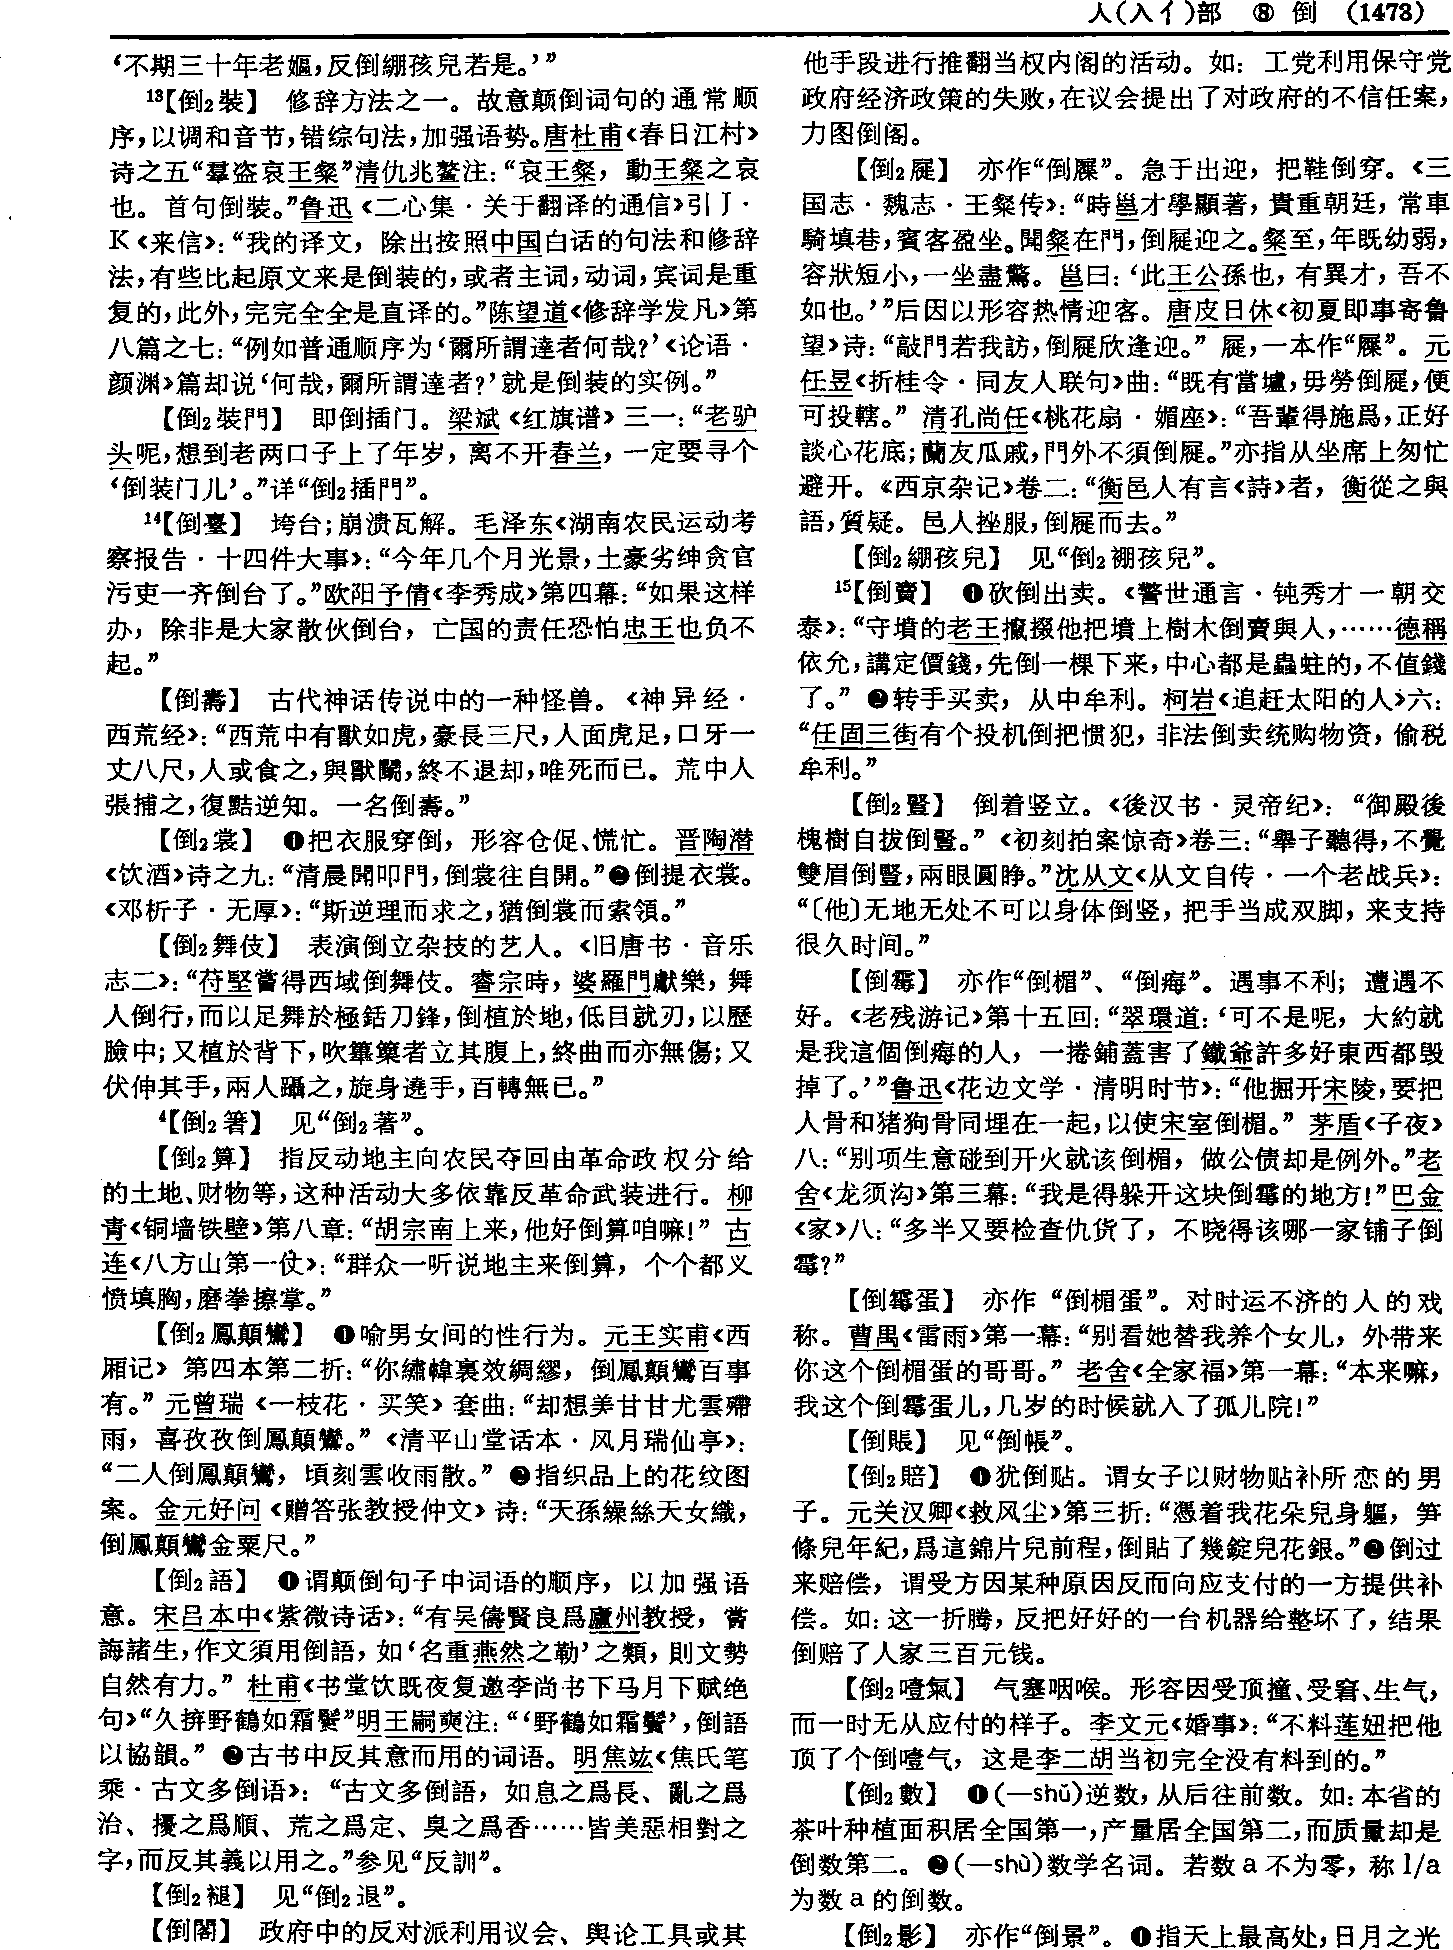 人(入亻)部　⑧ 倒　(1473)
‘不期三十年老嫗，反倒綳孩兒若是。’”
¹³【倒₂裝】　修辞方法之一。故意颠倒词句的通常顺
序，以调和音节，错综句法，加强语势。唐杜甫《春日江村》
诗之五“羣盗哀王粲”清仇兆鳌注：“哀王粲，動王粲之哀
也。首句倒裝。”鲁迅《二心集·关于翻译的通信》引J·
K《来信》：“我的译文，除出按照中国白话的句法和修辞
法，有些比起原文来是倒装的，或者主词，动词，宾词是重
复的，此外，完完全全是直译的。”陈望道《修辞学发凡》第
八篇之七：“例如普通顺序为‘爾所謂達者何哉？’《论语·
颜渊》篇却说‘何哉，爾所謂達者？’就是倒装的实例。”
【倒₂裝門】　即倒插门。梁斌《红旗谱》三一：“老驴
头呢，想到老两口子上了年岁，离不开春兰，一定要寻个
‘倒装门儿’。”详“倒₂插門”。
¹⁴【倒臺】　垮台；崩溃瓦解。毛泽东《湖南农民运动考
察报告·十四件大事》：“今年几个月光景，土豪劣绅贪官
污吏一齐倒台了。”欧阳予倩《李秀成》第四幕：“如果这样
办，除非是大家散伙倒台，亡国的责任恐怕忠王也负不
起。”
【倒壽】　古代神话传说中的一种怪兽。《神异经·
西荒经》：“西荒中有獸如虎，豪長三尺，人面虎足，口牙一
丈八尺，人或食之，與獸鬭，終不退却，唯死而已。荒中人
張捕之，復黠逆知。一名倒壽。”
【倒₂裳】　❶把衣服穿倒，形容仓促、慌忙。晋陶潜
《饮酒》诗之九：“清晨聞叩門，倒裳往自開。”❷倒提衣裳。
《邓析子·无厚》：“斯逆理而求之，猶倒裳而索領。”
【倒₂舞伎】　表演倒立杂技的艺人。《旧唐书·音乐
志二》：“苻堅嘗得西域倒舞伎。睿宗時，婆羅門獻樂，舞
人倒行，而以足舞於極銛刀鋒，倒植於地，低目就刃，以歷
臉中；又植於背下，吹篳篥者立其腹上，終曲而亦無傷；又
伏伸其手，兩人躡之，旋身遶手，百轉無已。”
⁴【倒₂箸】　见“倒₂著”。
【倒₂算】　指反动地主向农民夺回由革命政权分给
的土地、财物等，这种活动大多依靠反革命武装进行。柳
青《铜墙铁壁》第八章：“胡宗南上来，他好倒算咱嘛！”古
连《八方山第一仗》：“群众一听说地主来倒算，个个都义
愤填胸，磨拳擦掌。”
【倒₂鳳顛鸞】　❶喻男女间的性行为。元王实甫《西
厢记》第四本第二折：“你繡幃裏效綢繆，倒鳳顛鸞百事
有。”元曾瑞《一枝花·买笑》套曲：“却想羊甘甘尤雲殢
雨，喜孜孜倒鳳顛鸞。”《清平山堂话本·风月瑞仙亭》：
“二人倒鳳顛鸞，頃刻雲收雨散。”❷指织品上的花纹图
案。金元好问《赠答张教授仲文》诗：“天孫繰絲天女織，
倒鳳顛鸞金粟尺。”
【倒₂語】　❶谓颠倒句子中词语的顺序，以加强语
意。宋吕本中《紫微诗话》：“有吴儔賢良爲廬州教授，嘗
誨諸生，作文須用倒語，如‘名重燕然之勒’之類，則文勢
自然有力。”杜甫《书堂饮既夜复邀李尚书下马月下赋绝
句》“久拚野鶴如霜鬢”明王嗣奭注：“‘野鶴如霜鬢’，倒語
以協韻。”❷古书中反其意而用的词语。明焦竑《焦氏笔
乘·古文多倒语》：“古文多倒語，如息之爲長、亂之爲
治、擾之爲順、荒之爲定、臭之爲香……皆美惡相對之
字，而反其義以用之。”参见“反訓”。
【倒₂褪】　见“倒₂退”。
【倒閣】　政府中的反对派利用议会、舆论工具或其
他手段进行推翻当权内阁的活动。如：工党利用保守党
政府经济政策的失败，在议会提出了对政府的不信任案，
力图倒阁。
【倒₂屣】　亦作“倒屧”。急于出迎，把鞋倒穿。《三
国志·魏志·王粲传》：“時邕才學顯著，貴重朝廷，常車
騎填巷，賓客盈坐。聞粲在門，倒屣迎之。粲至，年既幼弱，
容狀短小，一坐盡驚。邕曰：‘此王公孫也，有異才，吾不
如也。’”后因以形容热情迎客。唐皮日休《初夏即事寄鲁
望》诗：“敲門若我訪，倒屣欣逢迎。”屣，一本作“屧”。元
任昱《折桂令·同友人联句》曲：“既有當壚，毋勞倒屣，便
可投轄。”清孔尚任《桃花扇·媚座》：“吾輩得施爲，正好
談心花底；蘭友瓜戚，門外不須倒屣。”亦指从坐席上匆忙
避开。《西京杂记》卷二：“衡邑人有言《詩》者，衡從之與
語，質疑。邑人挫服，倒屣而去。”
【倒₂綳孩兒】　见“倒₂裯孩兒”。
¹⁵【倒賣】　❶砍倒出卖。《警世通言·钝秀才一朝交
泰》：“守墳的老王攛掇他把墳上樹木倒賣與人，……德稱
依允，講定價錢，先倒一棵下来，中心都是蟲蛀的，不值錢
了。”❷转手买卖，从中牟利。柯岩《追赶太阳的人》六：
“任固三街有个投机倒把惯犯，非法倒卖统购物资，偷税
牟利。”
【倒₂豎】　倒着竖立。《後汉书·灵帝纪》：“御殿後
槐樹自拔倒豎。”《初刻拍案惊奇》卷三：“舉子聽得，不覺
雙眉倒豎，兩眼圓睁。”沈从文《从文自传·一个老战兵》：
“〔他〕无地无处不可以身体倒竖，把手当成双脚，来支持
很久时间。”
【倒霉】　亦作“倒楣”、“倒痗”。遇事不利；遭遇不
好。《老残游记》第十五回：“翠環道：‘可不是呢，大約就
是我這個倒痗的人，一捲鋪蓋害了鐵爺許多好東西都毁
掉了。’”鲁迅《花边文学·清明时节》：“他掘开宋陵，要把
人骨和猪狗骨同埋在一起，以使宋室倒楣。”茅盾《子夜》
八：“别项生意碰到开火就该倒楣，做公债却是例外。”老
舍《龙须沟》第三幕：“我是得躲开这块倒霉的地方！”巴金
《家》八：“多半又要检查仇货了，不晓得该哪一家铺子倒
霉？”
【倒霉蛋】　亦作“倒楣蛋”。对时运不济的人的戏
称。曹禺《雷雨》第一幕：“别看她替我养个女儿，外带来
你这个倒楣蛋的哥哥。”老舍《全家福》第一幕：“本来嘛，
我这个倒霉蛋儿，几岁的时候就入了孤儿院！”
【倒賬】　见“倒帳”。
【倒₂賠】　❶犹倒贴。谓女子以财物贴补所恋的男
子。元关汉卿《救风尘》第三折：“憑着我花朵兒身軀，笋
條兒年紀，爲這錦片兒前程，倒貼了幾錠兒花銀。”❷倒过
来赔偿，谓受方因某种原因反而向应支付的一方提供补
偿。如：这一折腾，反把好好的一台机器给整坏了，结果
倒赔了人家三百元钱。
【倒₂噎氣】　气塞咽喉。形容因受顶撞、受窘、生气，
而一时无从应付的样子。李文元《婚事》：“不料莲妞把他
顶了个倒噎气，这是李二胡当初完全没有料到的。”
【倒₂數】　❶(—shǔ)逆数，从后往前数。如：本省的
茶叶种植面积居全国第一，产量居全国第二，而质量却是
倒数第二。❷(—shù)数学名词。若数a不为零，称1/a
为数a的倒数。
【倒₂影】　亦作“倒景”。❶指天上最高处，日月之光